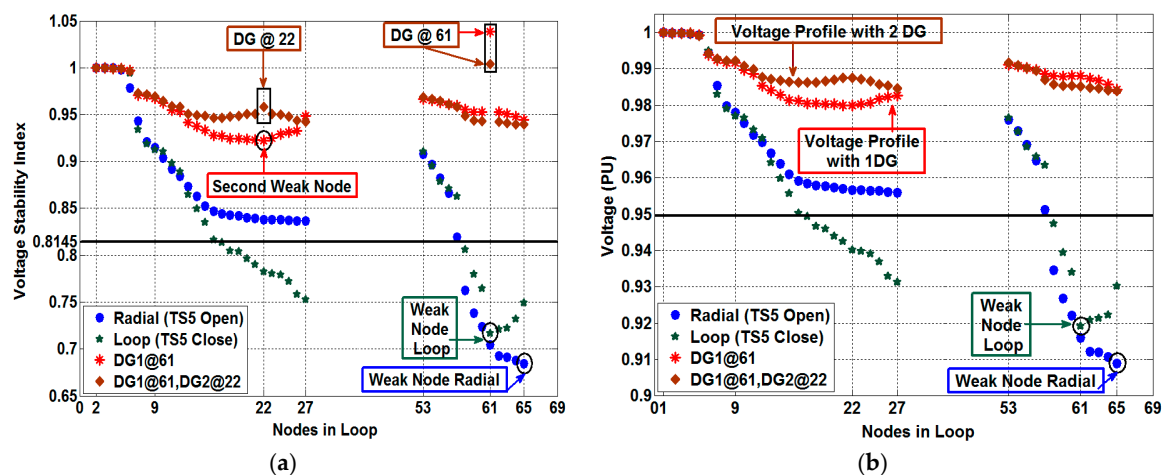 1.05
1
0.95
0.9
0.85
0.8145
0.8
0.75
0.7
0.65
Voltage Stability Index
0 2 9 22 27 53 61 65 69
Nodes in Loop
DG @ 22
DG @ 61
Second Weak Node
Weak
Node
Loop
Weak Node Radial
Radial (TS5 Open)
Loop (TS5 Close)
DG1@61
DG1@61,DG2@22
(a)
1
0.99
0.98
0.97
0.96
0.95
0.94
0.93
0.92
0.91
0.9
Voltage (PU)
01 9 22 27 53 61 65 69
Nodes in Loop
Voltage Profile with 2 DG
Voltage Profile
with 1DG
Weak
Node
Loop
Weak Node Radial
Radial (TS5 Open)
Loop (TS5 Close)
DG1@61
DG1@61,DG2@22
(b)